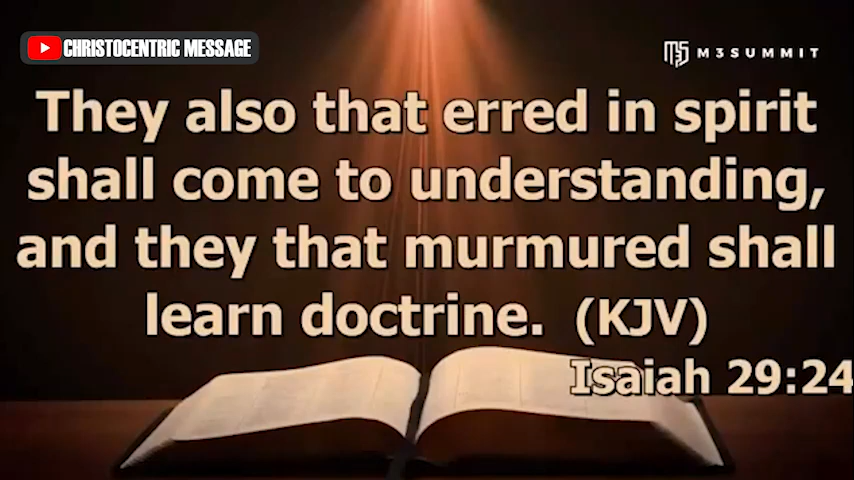 CHRISTOCENTRIC MESSAGE
M3SUMMIT
They also that erred in spirit
shall come to understanding,
and they that murmured shall
learn doctrine. (KJV)
Isaiah 29:24